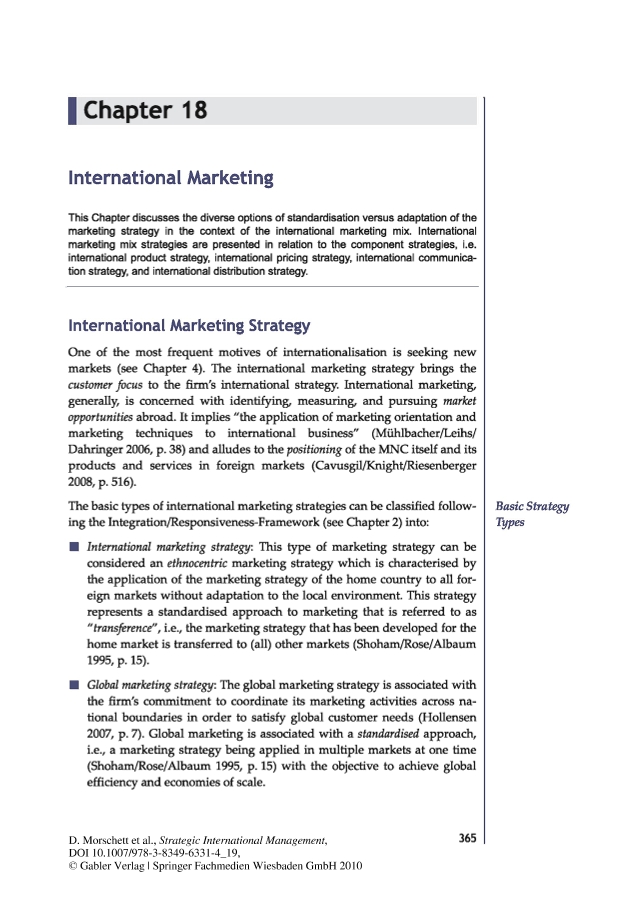 Chapter 18
International Marketing
This Chapter discusses the diverse options of standardisation versus adaptation of the
marketing strategy in the context of the international marketing mix. International
marketing mix strategies are presented in relation to the component strategies, i.e.
international product strategy, international pricing strategy, international communica-
tion strategy, and international distribution strategy.
International Marketing Strategy
One of the most frequent motives of internationalisation is seeking new
markets (see Chapter 4). The international marketing strategy brings the
customer focus to the firm's international strategy. International marketing,
generally, is concerned with identifying, measuring, and pursuing market
opportunities abroad. It implies "the application of marketing orientation and
marketing techniques to international business" (Mühlbacher/Leihs/
Dahringer 2006, p. 38) and alludes to the positioning of the MNC itself and its
products and services in foreign markets (Cavusgil/Knight/Riesenberger
2008, p. 516).
The basic types of international marketing strategies can be classified follow-
ing the Integration/Responsiveness-Framework (see Chapter 2) into:
Basic Strategy
Types
■ International marketing strategy: This type of marketing strategy can be
considered an ethnocentric marketing strategy which is characterised by
the application of the marketing strategy of the home country to all for-
eign markets without adaptation to the local environment. This strategy
represents a standardised approach to marketing that is referred to as
"transference", i.e., the marketing strategy that has been developed for the
home market is transferred to (all) other markets (Shoham/Rose/Albaum
1995, p. 15).
■ Global marketing strategy: The global marketing strategy is associated with
the firm's commitment to coordinate its marketing activities across na-
tional boundaries in order to satisfy global customer needs (Hollensen
2007, p. 7). Global marketing is associated with a standardised approach,
i.e., a marketing strategy being applied in multiple markets at one time
(Shoham/Rose/Albaum 1995, p. 15) with the objective to achieve global
efficiency and economies of scale.
D. Morschett et al., Strategic International Management,
DOI 10.1007/978-3-8349-6331-4_19,
© Gabler Verlag | Springer Fachmedien Wiesbaden GmbH 2010
365